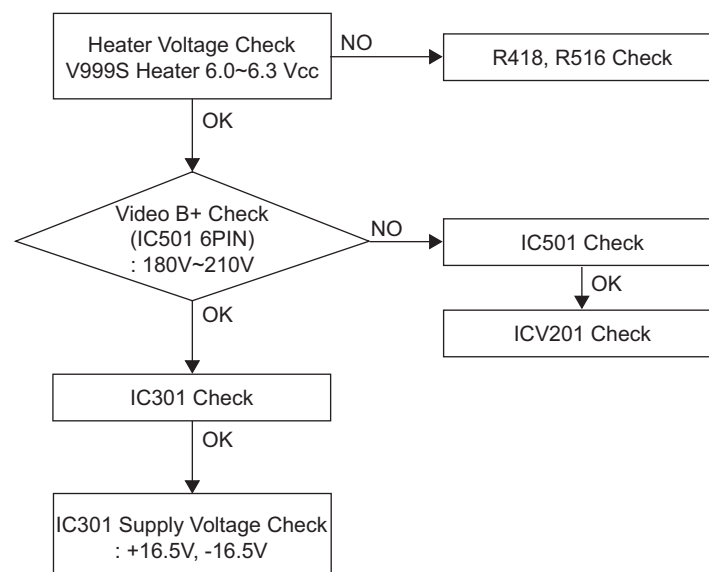 Heater Voltage Check
V999S Heater 6.0~6.3 Vcc
NO
R418, R516 Check
OK
Video B+ Check
(IC501 6PIN)
: 180V~210V
NO
IC501 Check
OK
ICV201 Check
OK
IC301 Check
OK
IC301 Supply Voltage Check
: +16.5V, -16.5V